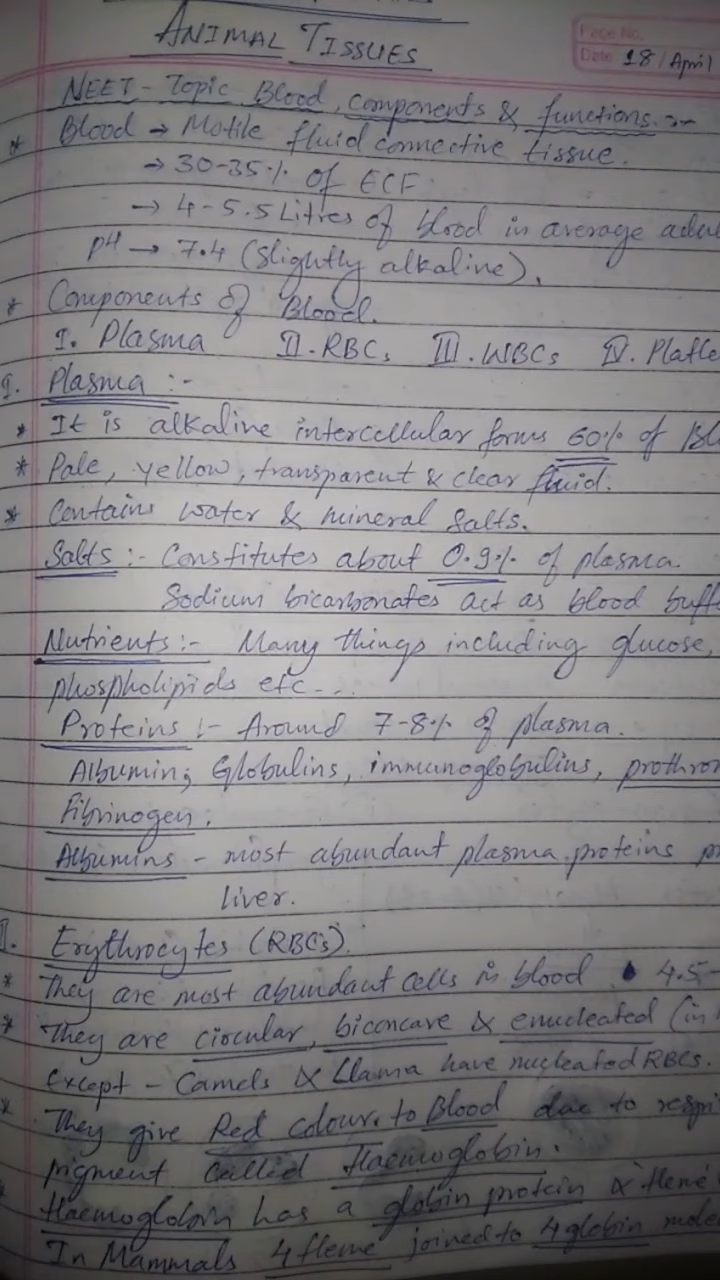 ANIMAL TISSUES
Page No.
Date 18/April
NEET- Topic Blood, components & functions :~
* Blood → Motile fluid connective tissue.
→ 30-35% of ECF
→ 4-5.5 Litres of blood in average adul
pH → 7.4 (slightly alkaline).
* Components of Blood.
I. Plasma II. RBCs III. WBCs IV. Platle
I. Plasma :-
* It is alkaline intercellular forms 60% of Blo
* Pale, yellow, transparent & clear fluid.
* Contains water & mineral salts.
Salts :- Constitutes about 0.9% of plasma.
Sodium bicarbonates act as blood buff
Nutrients :- Many things including glucose,
phospholipids etc...
Proteins :- Around 7-8% of plasma.
Albumin; Globulins, immunoglobulins, prothro
Fibrinogen;
Albumins - most abundant plasma proteins pr
liver.
I. Erythrocytes (RBCs).
* They are most abundant cells in blood. 4.5-
* They are circular, biconcave & enucleated (in
Except - Camels & Llama have nucleated RBCs.
* They give Red colour to Blood due to respi
pigment called Haemoglobin.
Haemoglobin has a globin protein & Heme
In Mammals 4 Heme joined to 4 globin mole